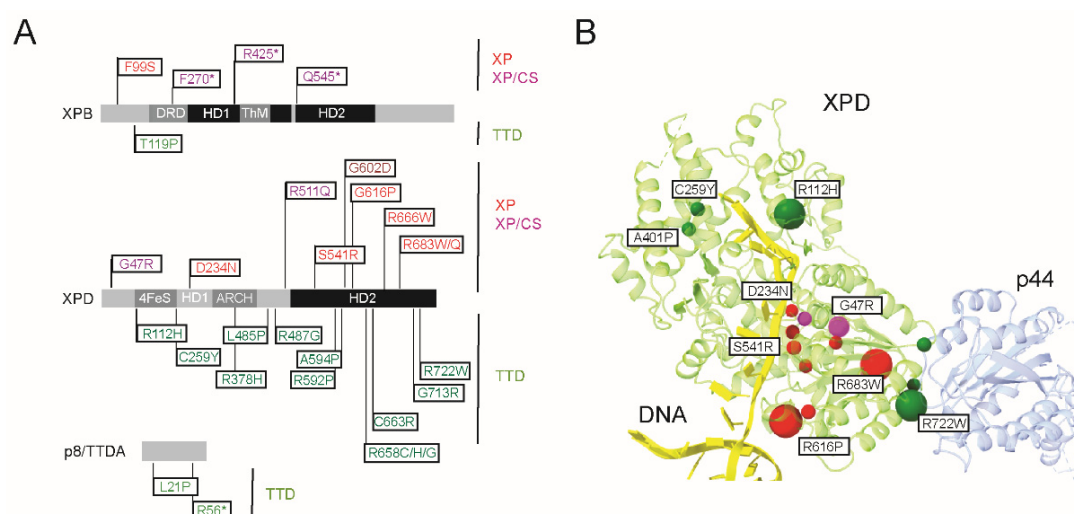 A
F99S
F270*
R425*
Q545*
XP
XP/CS
XPB
DRD
HD1
ThM
HD2
T119P
TTD
G602D
R511Q
G616P
R666W
XP
XP/CS
G47R
D234N
S541R
R683W/Q
XPD
4FeS
HD1
ARCH
HD2
R112H
L485P
R487G
C259Y
A594P
R722W
TTD
R378H
R592P
G713R
C663R
R658C/H/G
p8/TTDA
L21P
TTD
R56*
B
XPD
C259Y
R112H
A401P
p44
D234N
G47R
S541R
R683W
DNA
R722W
R616P